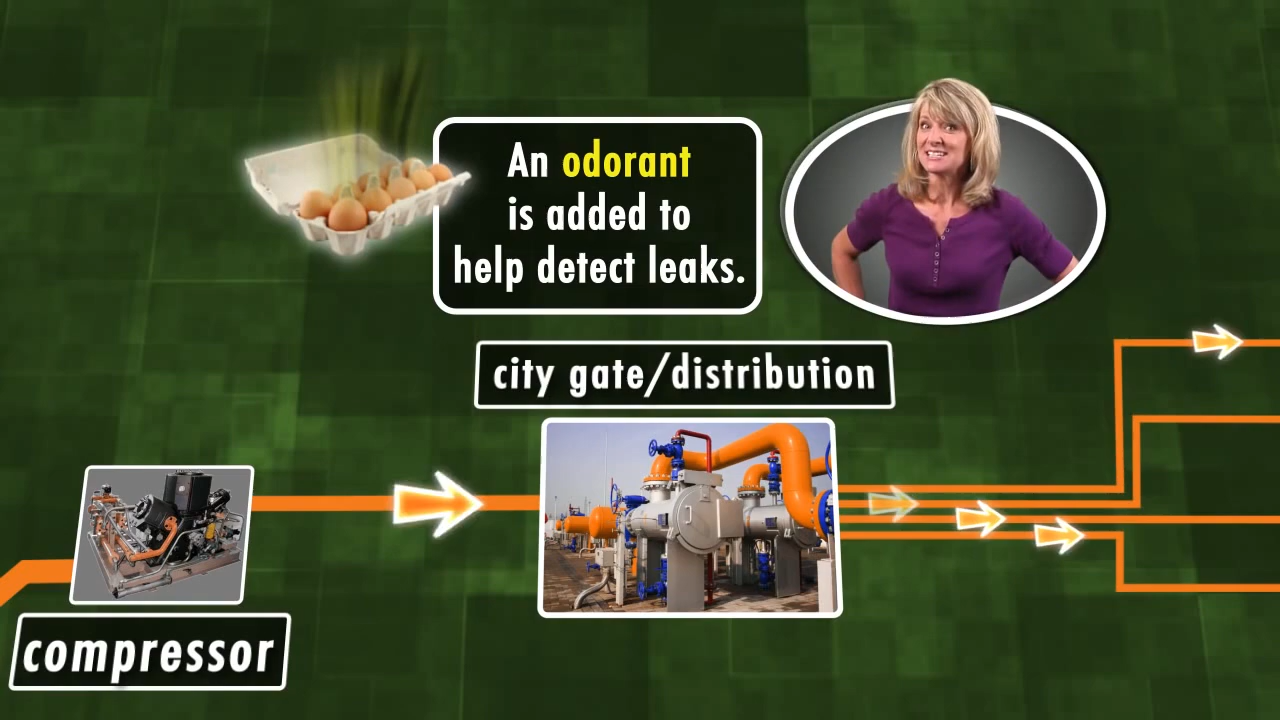 An odorant
is added to
help detect leaks.
city gate/distribution
compressor